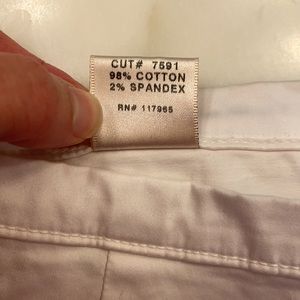 CUT# 7591
98% COTTON
2% SPANDEX
RN# 117965